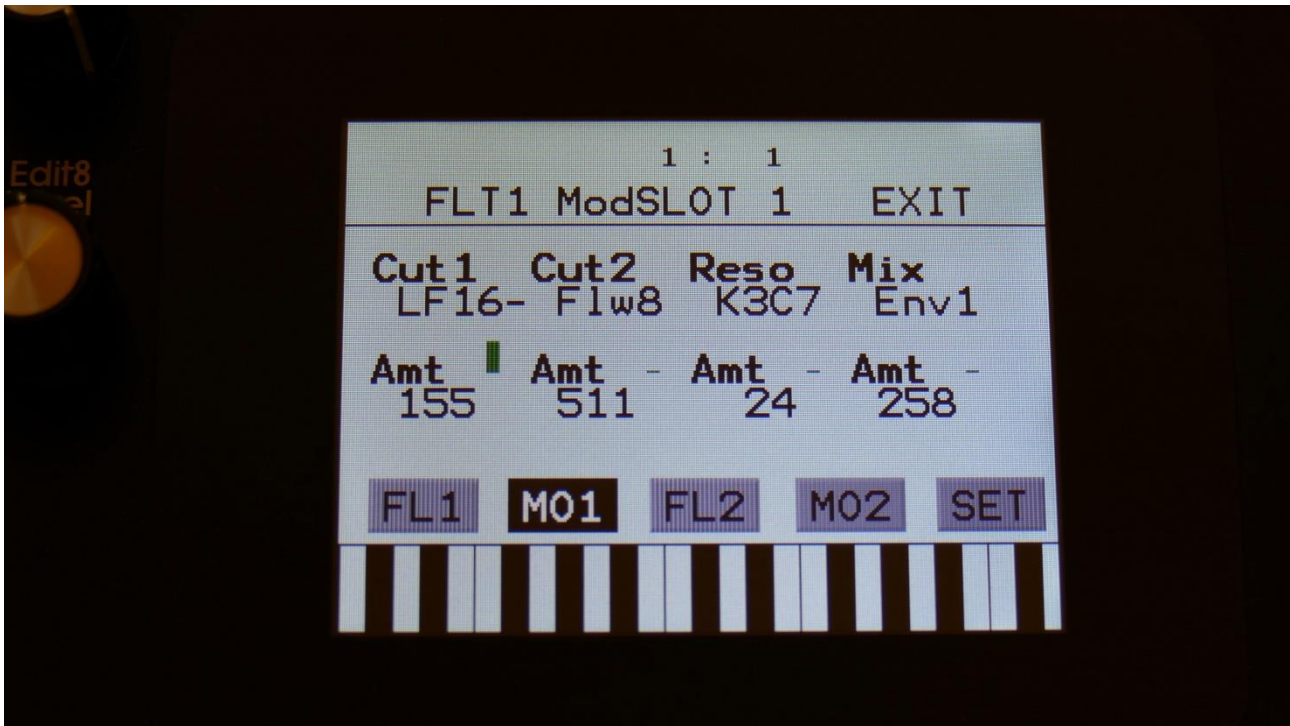 Edit8
el
1 : 1
FLT1 ModSLOT 1 EXIT
Cut1 Cut2 Reso Mix
LF16- Flw8 K3C7 Env1
Amt Amt - Amt - Amt -
155 511 24 258
FL1 MO1 FL2 MO2 SET